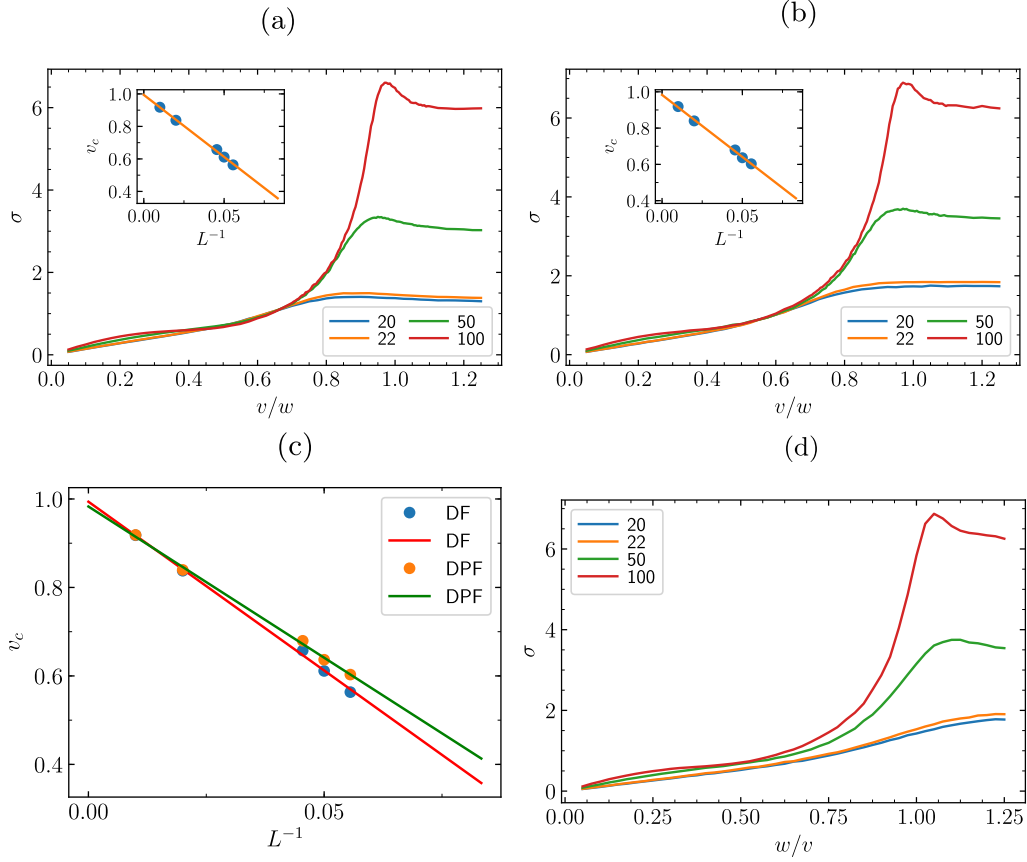 (a)
σ
6
4
2
0
0.0 0.2 0.4 0.6 0.8 1.0 1.2
v/w
v_c
1.0
0.8
0.6
0.4
0.00 0.05
L⁻¹
20 50
22 100
(b)
σ
6
4
2
0
0.0 0.2 0.4 0.6 0.8 1.0 1.2
v/w
v_c
1.0
0.8
0.6
0.4
0.00 0.05
L⁻¹
20 50
22 100
(c)
v_c
1.0
0.8
0.6
0.4
0.00 0.05
L⁻¹
DF
DF
DPF
DPF
(d)
σ
6
4
2
0
0.00 0.25 0.50 0.75 1.00 1.25
w/v
20
22
50
100